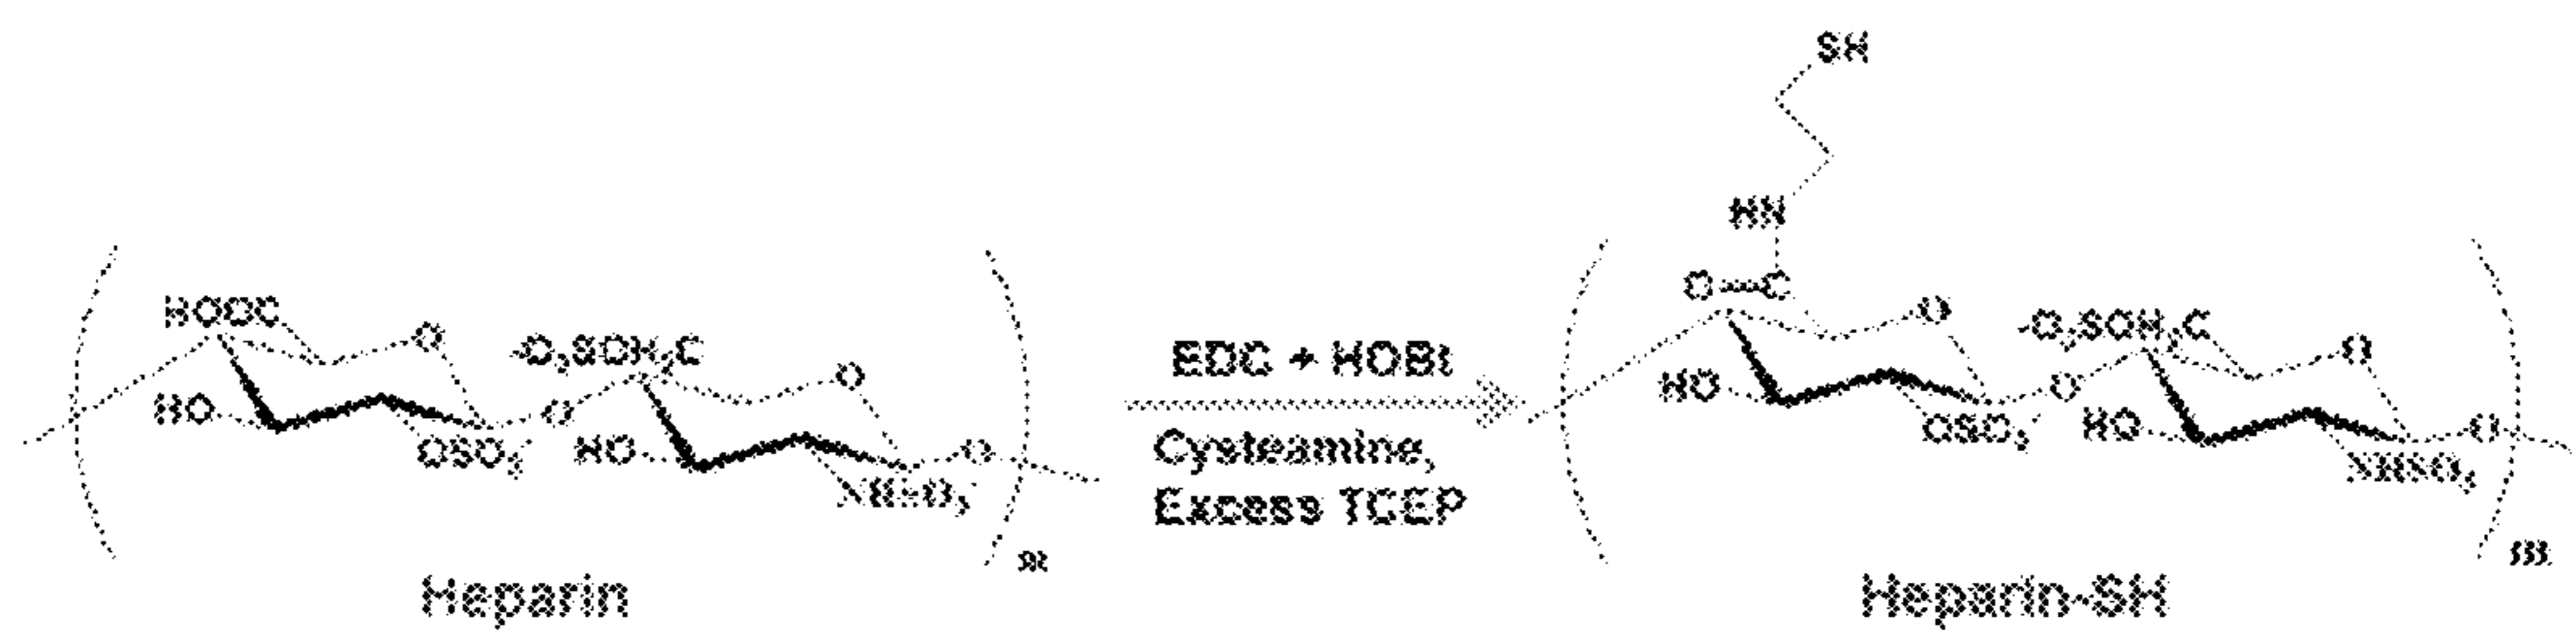 SH
HN
O=C
HOOC
O
-O₃SOH₂C
O
HO
OSO₃⁻
O
HO
NHSO₃⁻
O
EDC + HOBt
Cysteamine,
Excess TCEP
O
-O₃SOH₂C
O
HO
OSO₃⁻
O
HO
NHSO₃
O
Heparin
Heparin-SH